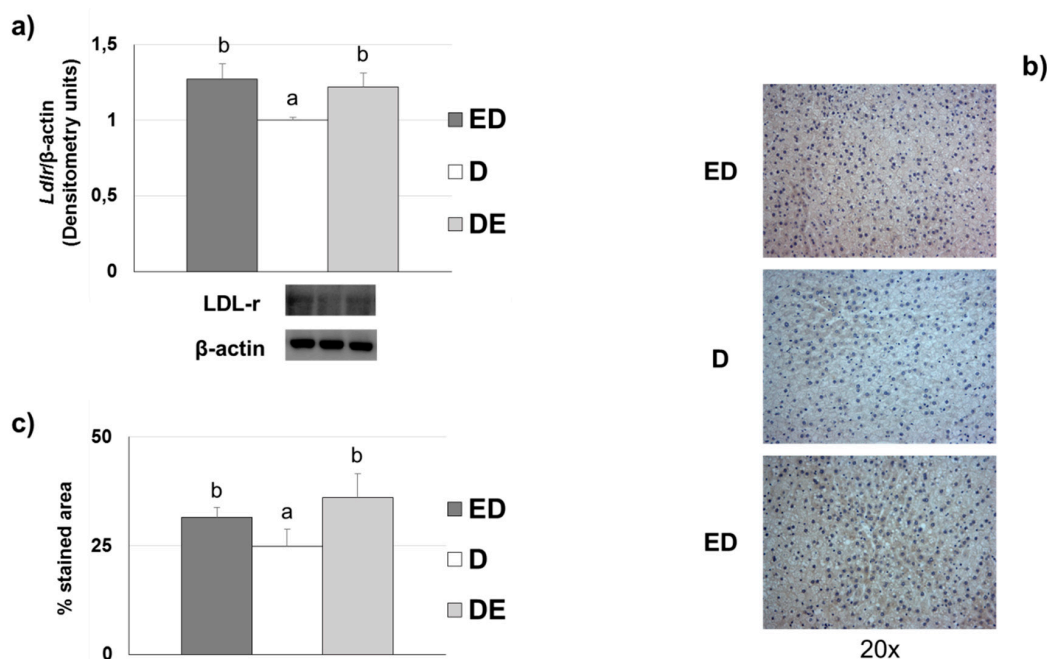 a)
1,5
1
0,5
0
Ldlr/β-actin
(Densitometry units)
b
a
b
ED
D
DE
LDL-r
β-actin
b)
ED
D
ED
20x
c)
50
25
0
% stained area
b
a
b
ED
D
DE